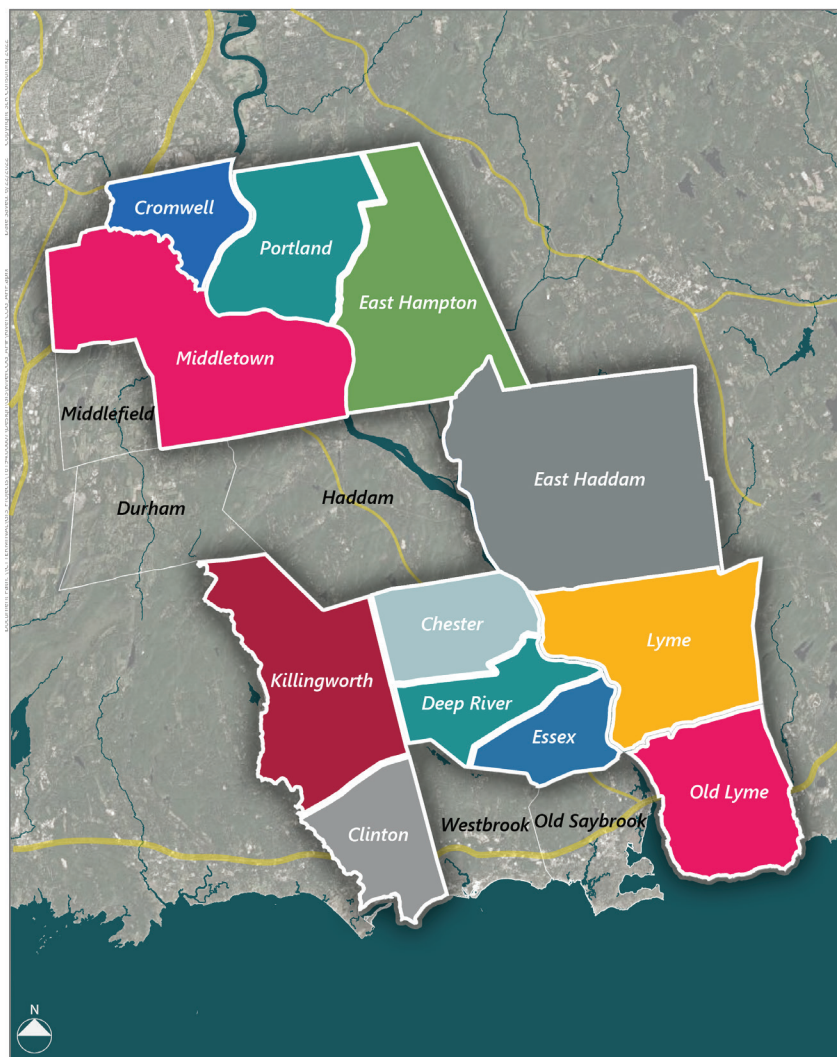 Cromwell
Portland
East Hampton
Middletown
Middlefield
East Haddam
Haddam
Durham
Chester
Lyme
Killingworth
Deep River
Essex
Old Lyme
Westbrook
Old Saybrook
Clinton
N